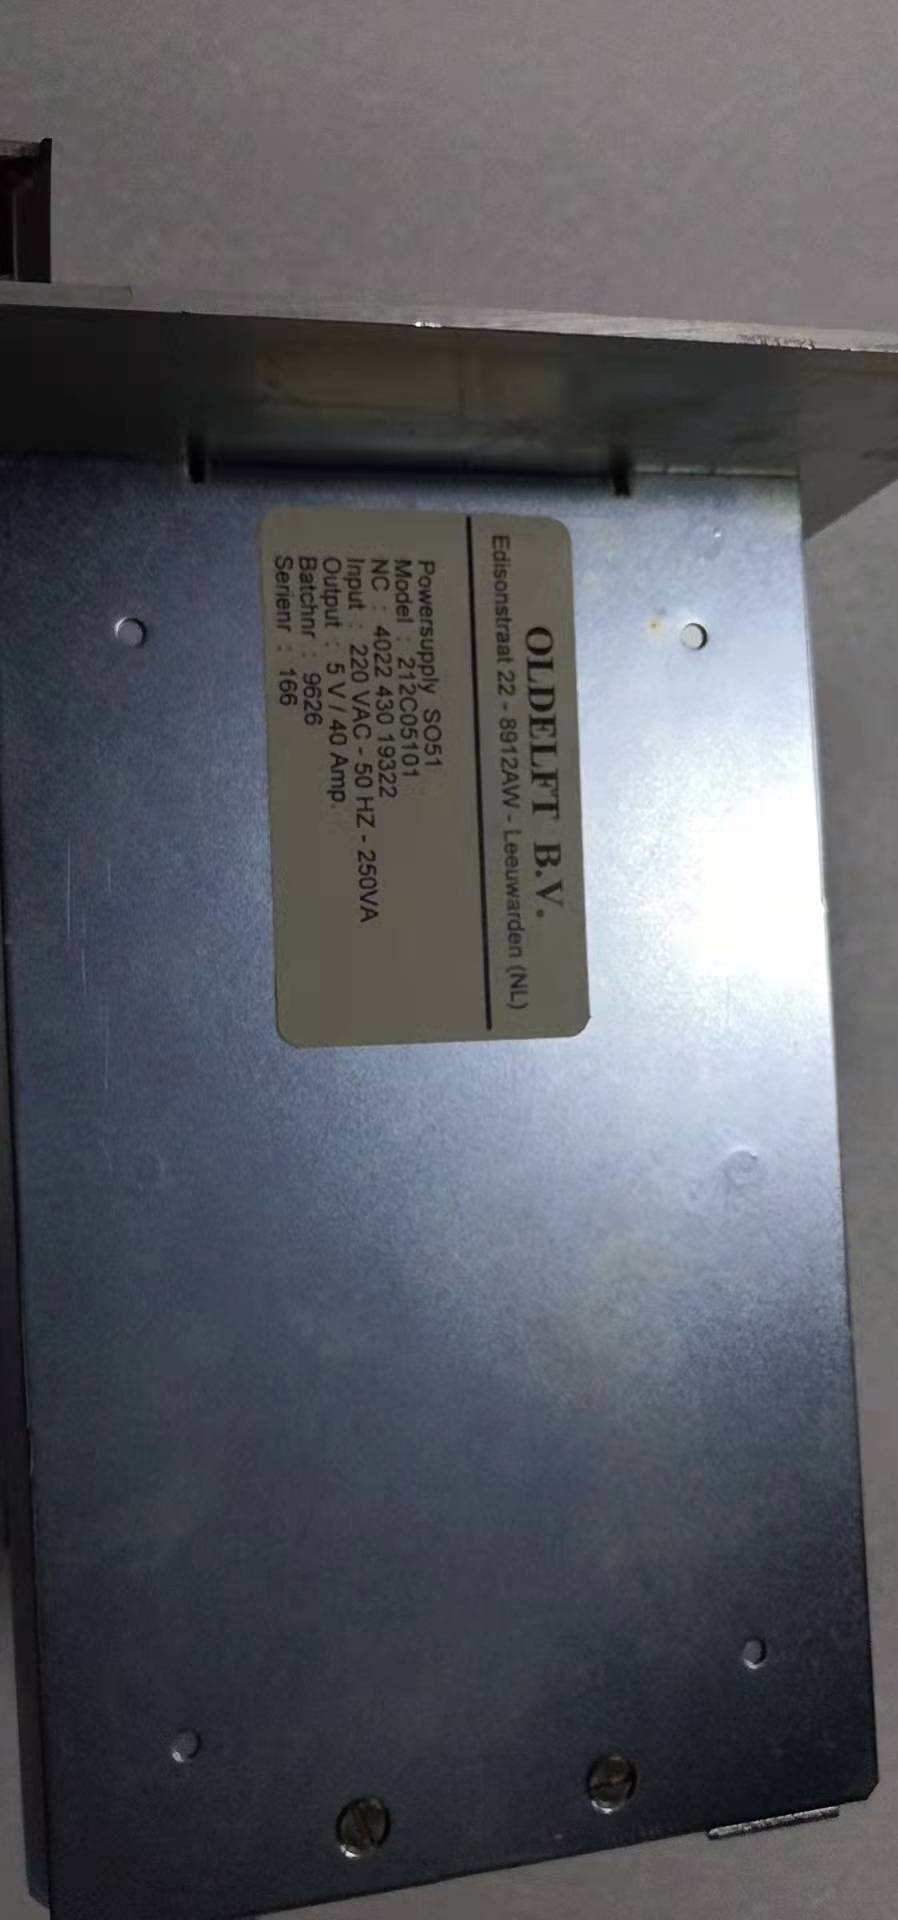 OLDELFT B.V.
Edisonstraat 22 - 8912AW - Leeuwarden (NL)
Powersupply SO51
Model : 212C05101
NC : 4022 430 19322
Input : 220 VAC - 50 HZ - 250VA
Output : 5 V / 40 Amp.
Batchnr : 9626
Serienr : 166